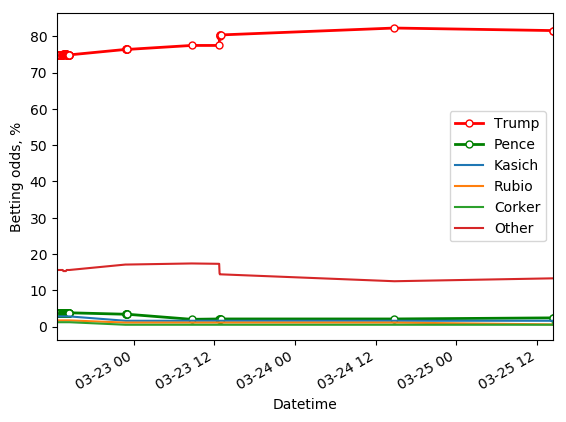 80
70
60
50
40
30
20
10
0
Betting odds, %
Trump
Pence
Kasich
Rubio
Corker
Other
03-23 00
03-23 12
03-24 00
03-24 12
03-25 00
03-25 12
Datetime